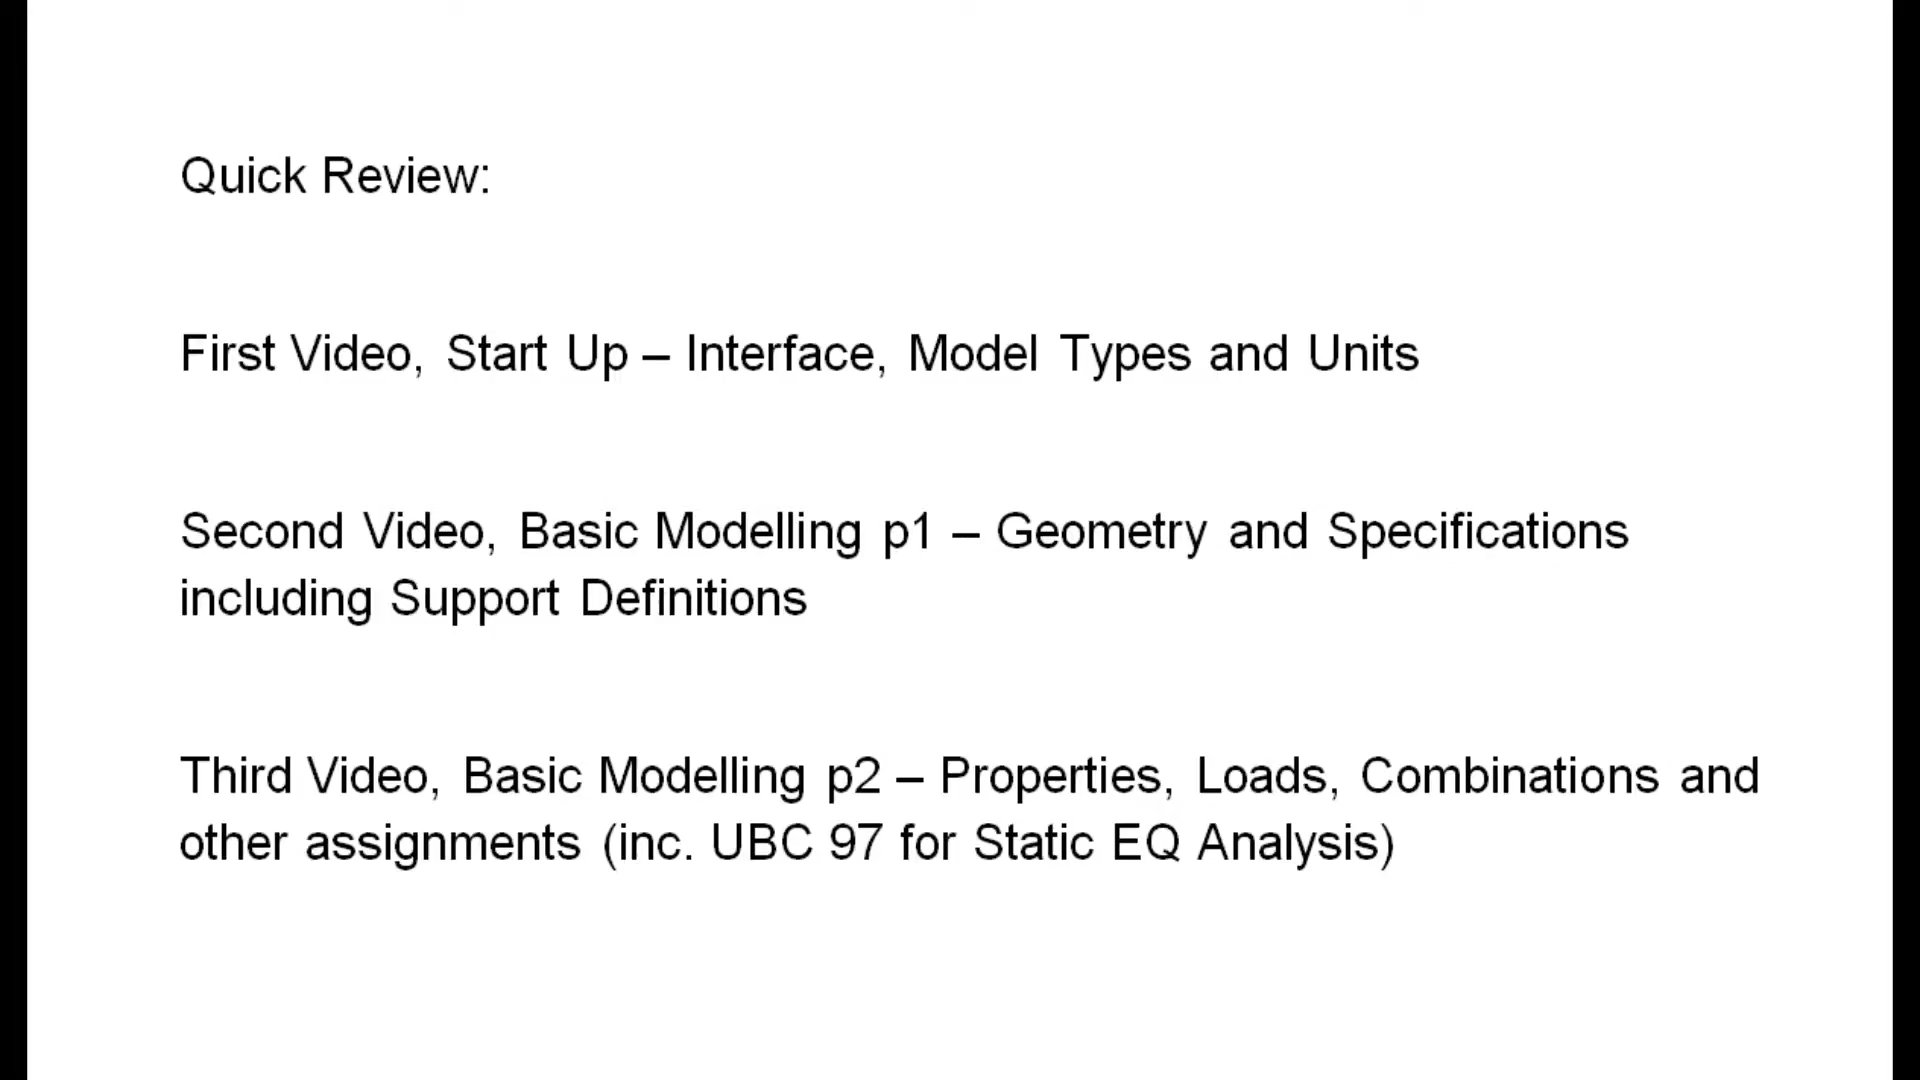 Quick Review:
First Video, Start Up – Interface, Model Types and Units
Second Video, Basic Modelling p1 – Geometry and Specifications
including Support Definitions
Third Video, Basic Modelling p2 – Properties, Loads, Combinations and
other assignments (inc. UBC 97 for Static EQ Analysis)